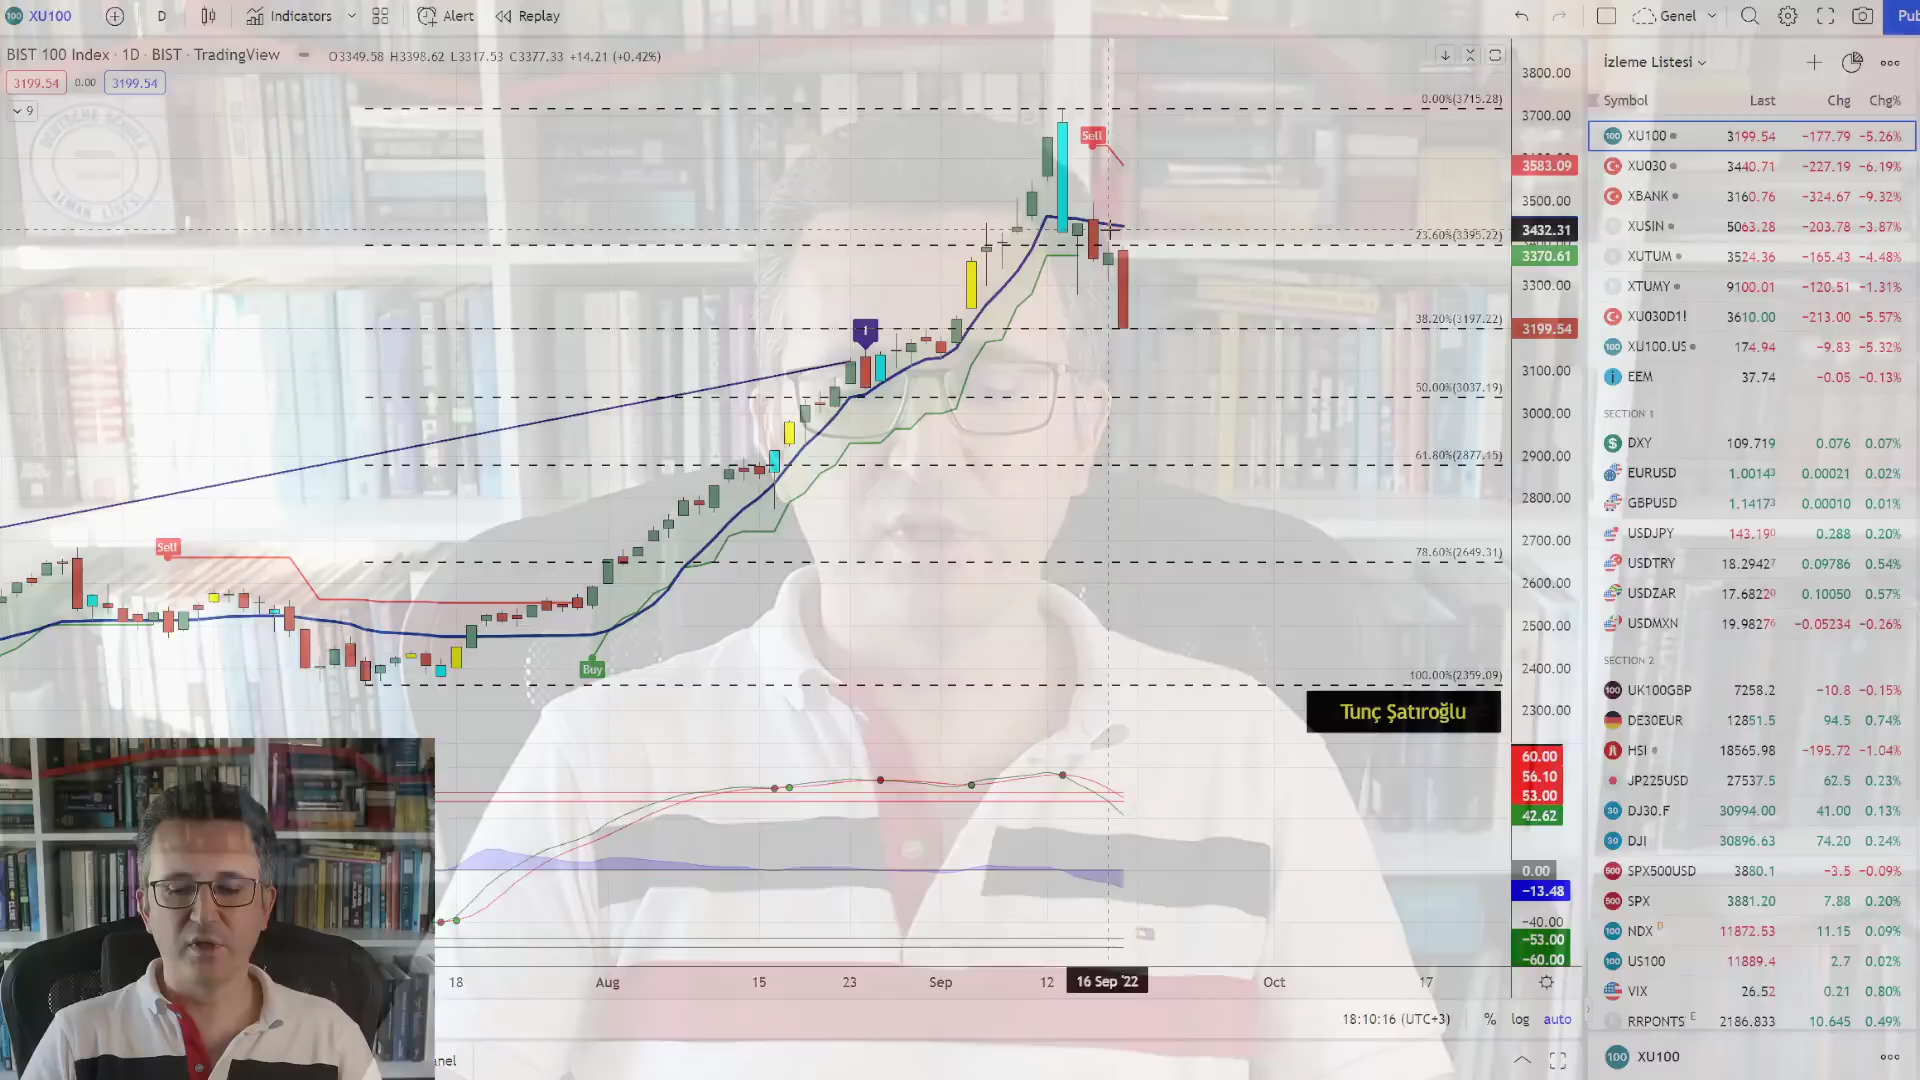 XU100
D
Indicators
Alert
Replay
Genel
Pub
BIST 100 Index · 1D · BIST · TradingView
O3349.58 H3398.62 L3317.53 C3377.33 +14.21 (+0.42%)
3199.54 0.00 3199.54
9
DEUTSCHE SCHULE
ALMAN LISESI
0.00%(3715.28)
23.60%(3395.22)
38.20%(3197.22)
50.00%(3037.19)
61.80%(2877.15)
78.60%(2649.31)
100.00%(2359.09)
Sell
1
Sell
Buy
Tunç Şatıroğlu
3800.00
3700.00
3583.09
3500.00
3432.31
3370.61
3300.00
3199.54
3100.00
3000.00
2900.00
2800.00
2700.00
2600.00
2500.00
2400.00
2300.00
60.00
56.10
53.00
42.62
0.00
−13.48
−40.00
−53.00
−60.00
18 Aug 15 23 Sep 12 16 Sep '22 Oct 17
18:10:16 (UTC+3) % log auto
anel
İzleme Listesi
Symbol Last Chg Chg%
XU100 3199.54 −177.79 −5.26%
XU030 3440.71 −227.19 −6.19%
XBANK 3160.76 −324.67 −9.32%
XUSIN 5063.28 −203.78 −3.87%
XUTUM 3524.36 −165.43 −4.48%
XTUMY 9100.01 −120.51 −1.31%
XU030D1! 3610.00 −213.00 −5.57%
XU100.US 174.94 −9.83 −5.32%
EEM 37.74 −0.05 −0.13%
SECTION 1
DXY 109.719 0.076 0.07%
EURUSD 1.00143 0.00021 0.02%
GBPUSD 1.14173 0.00010 0.01%
USDJPY 143.190 0.288 0.20%
USDTRY 18.29427 0.09786 0.54%
USDZAR 17.68220 0.10050 0.57%
USDMXN 19.98276 −0.05234 −0.26%
SECTION 2
UK100GBP 7258.2 −10.8 −0.15%
DE30EUR 12851.5 94.5 0.74%
HSI 18565.98 −195.72 −1.04%
JP225USD 27537.5 62.5 0.23%
DJ30.F 30994.00 41.00 0.13%
DJI 30896.63 74.20 0.24%
SPX500USD 3880.1 −3.5 −0.09%
SPX 3881.20 7.88 0.20%
NDX D 11872.53 11.15 0.09%
US100 11889.4 2.7 0.02%
VIX 26.52 0.21 0.80%
RRPONTS E 2186.833 10.645 0.49%
XU100